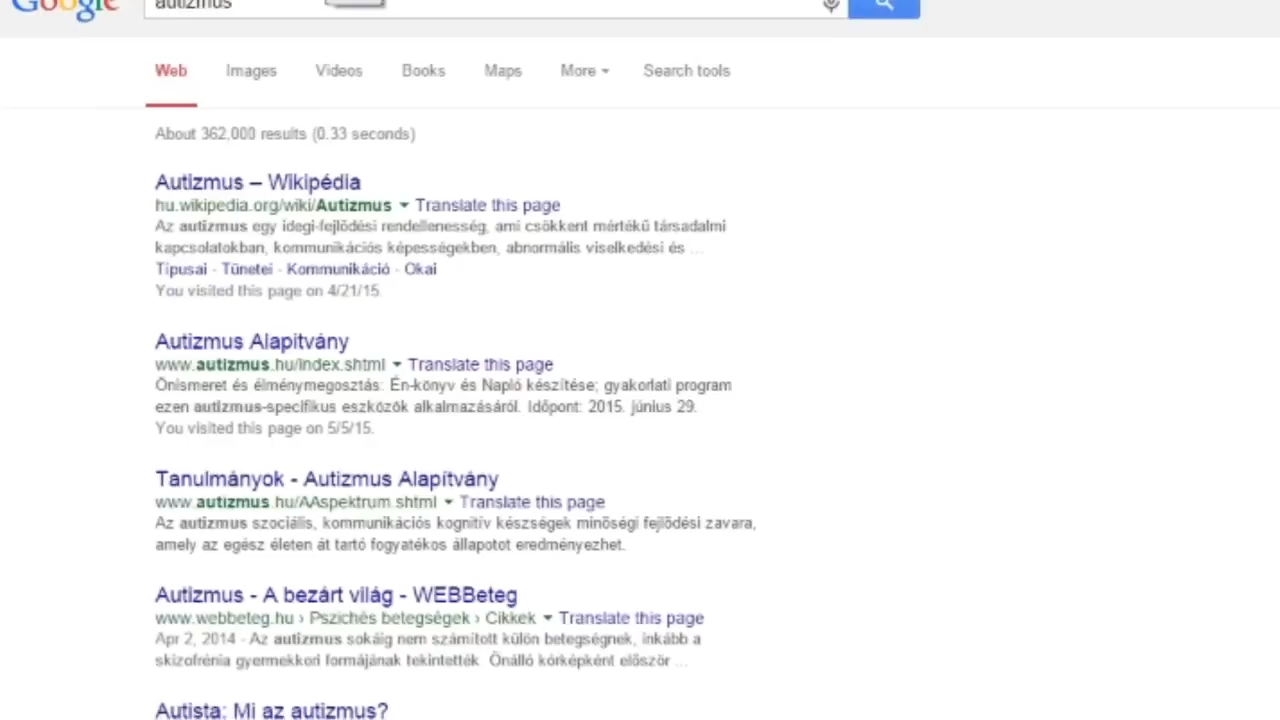 Google
autizmus
Web Images Videos Books Maps More Search tools
About 362,000 results (0.33 seconds)
Autizmus – Wikipédia
hu.wikipedia.org/wiki/Autizmus Translate this page
Az autizmus egy idegi-fejlődési rendellenesség, ami csökkent mértékű társadalmi
kapcsolatokban, kommunikációs képességekben, abnormális viselkedési és ...
Típusai - Tünetei - Kommunikáció - Okai
You visited this page on 4/21/15.
Autizmus Alapítvány
www.autizmus.hu/index.shtml Translate this page
Önismeret és élménymegosztás: Én-könyv és Napló készítése; gyakorlati program
ezen autizmus-specifikus eszközök alkalmazásáról. Időpont: 2015. június 29.
You visited this page on 5/5/15.
Tanulmányok - Autizmus Alapítvány
www.autizmus.hu/AAspektrum.shtml Translate this page
Az autizmus szociális, kommunikációs kognitív készségek minőségi fejlődési zavara,
amely az egész életen át tartó fogyatékos állapotot eredményezhet.
Autizmus - A bezárt világ - WEBBeteg
www.webbeteg.hu › Pszichés betegségek › Cikkek Translate this page
Apr 2, 2014 - Az autizmus sokáig nem számított külön betegségnek, inkább a
skizofrénia gyermekkori formájának tekintették. Önálló kórképként először ...
Autista: Mi az autizmus?